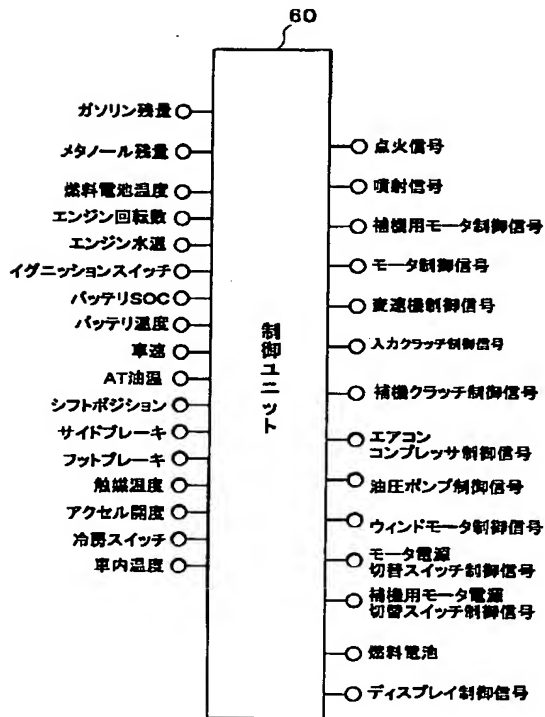 60
ガソリン残量
メタノール残量
燃料電池温度
エンジン回転数
エンジン水温
イグニッションスイッチ
バッテリSOC
バッテリ温度
車速
AT油温
シフトポジション
サイドブレーキ
フットブレーキ
触媒温度
アクセル開度
冷房スイッチ
車内温度
制御ユニット
点火信号
噴射信号
補機用モータ制御信号
モータ制御信号
変速機制御信号
入力クラッチ制御信号
補機クラッチ制御信号
エアコン
コンプレッサ制御信号
油圧ポンプ制御信号
ウィンドモータ制御信号
モータ電源
切替スイッチ制御信号
補機用モータ電源
切替スイッチ制御信号
燃料電池
ディスプレイ制御信号